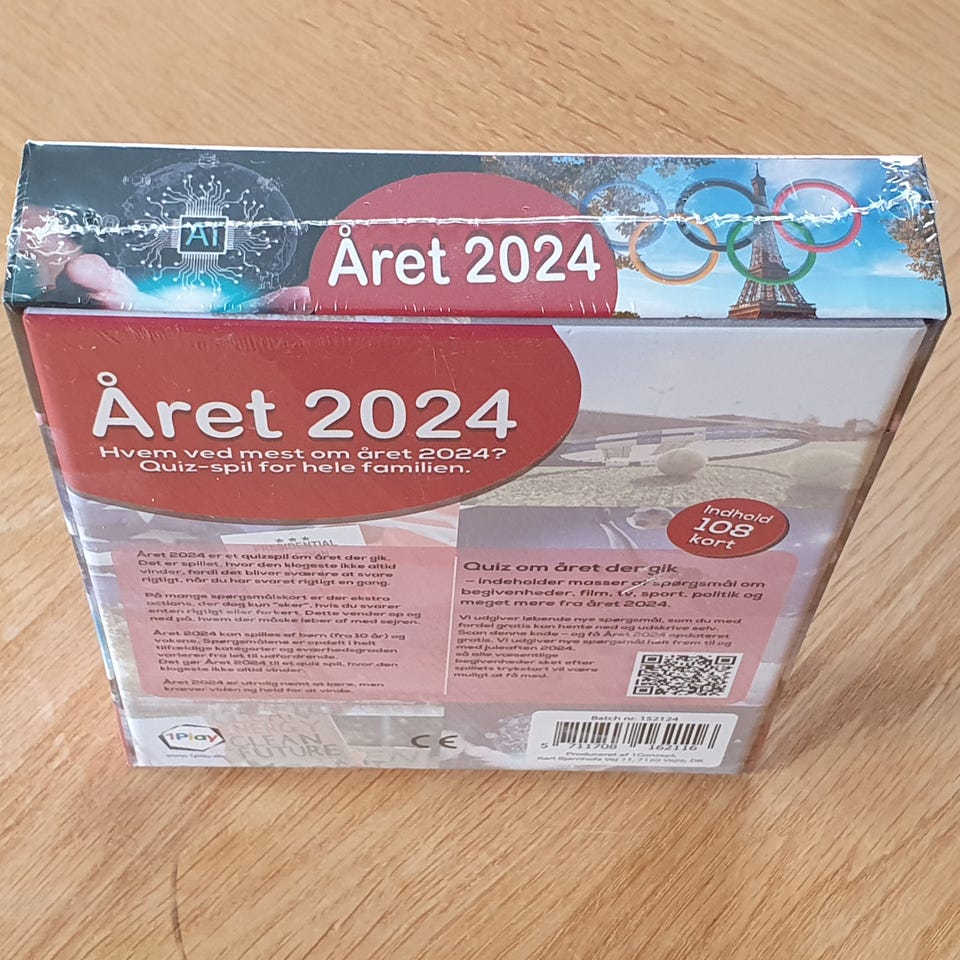 AI
Året 2024
Året 2024
Hvem ved mest om året 2024?
Quiz-spil for hele familien.
Indhold
108
kort
PRESIDENTIAL
Året 2024 er et quizspil om året der gik.
Det er spillet, hvor den klogeste ikke altid
vinder, fordi det bliver sværere at svare
rigtigt, når du har svaret rigtigt en gang.
På mange spørgsmålskort er der ekstra
actions, der dog kun "sker", hvis du svarer
enten rigtigt eller forkert. Dette vender op og
ned på, hvem der måske løber af med sejren.
Året 2024 kan spilles af børn (fra 10 år) og
voksne. Spørgsmålene er opdelt i helt
tilfældige kategorier og sværhedsgraden
varierer fra let til udfordrende.
Det gør Året 2024 til et quiz spil, hvor den
klogeste ikke altid vinder.
Året 2024 er utrolig nemt at lære, men
kræver viden og held for at vinde.
Quiz om året der gik
– indeholder masser af spørgsmål om
begivenheder, film, tv, sport, politik og
meget mere fra året 2024.
Vi udgiver løbende nye spørgsmål, som du med
fordel gratis kan hente ned og udskrive selv.
Scan denne kode – og få Året 2024 opdateret
gratis. Vi udgiver nye spørgsmål helt frem til og
med juleaften 2024.
så alle væsentlige
begivenheder sket efter
spillets trykstart vil være
muligt at få med.
1Play
CLEAN
FUTURE
CE
Batch nr. 152124
5 711708 162116
Produceret af 1Concept,
Karl Bjarnhofs Vej 11, 7120 Vejle, DK